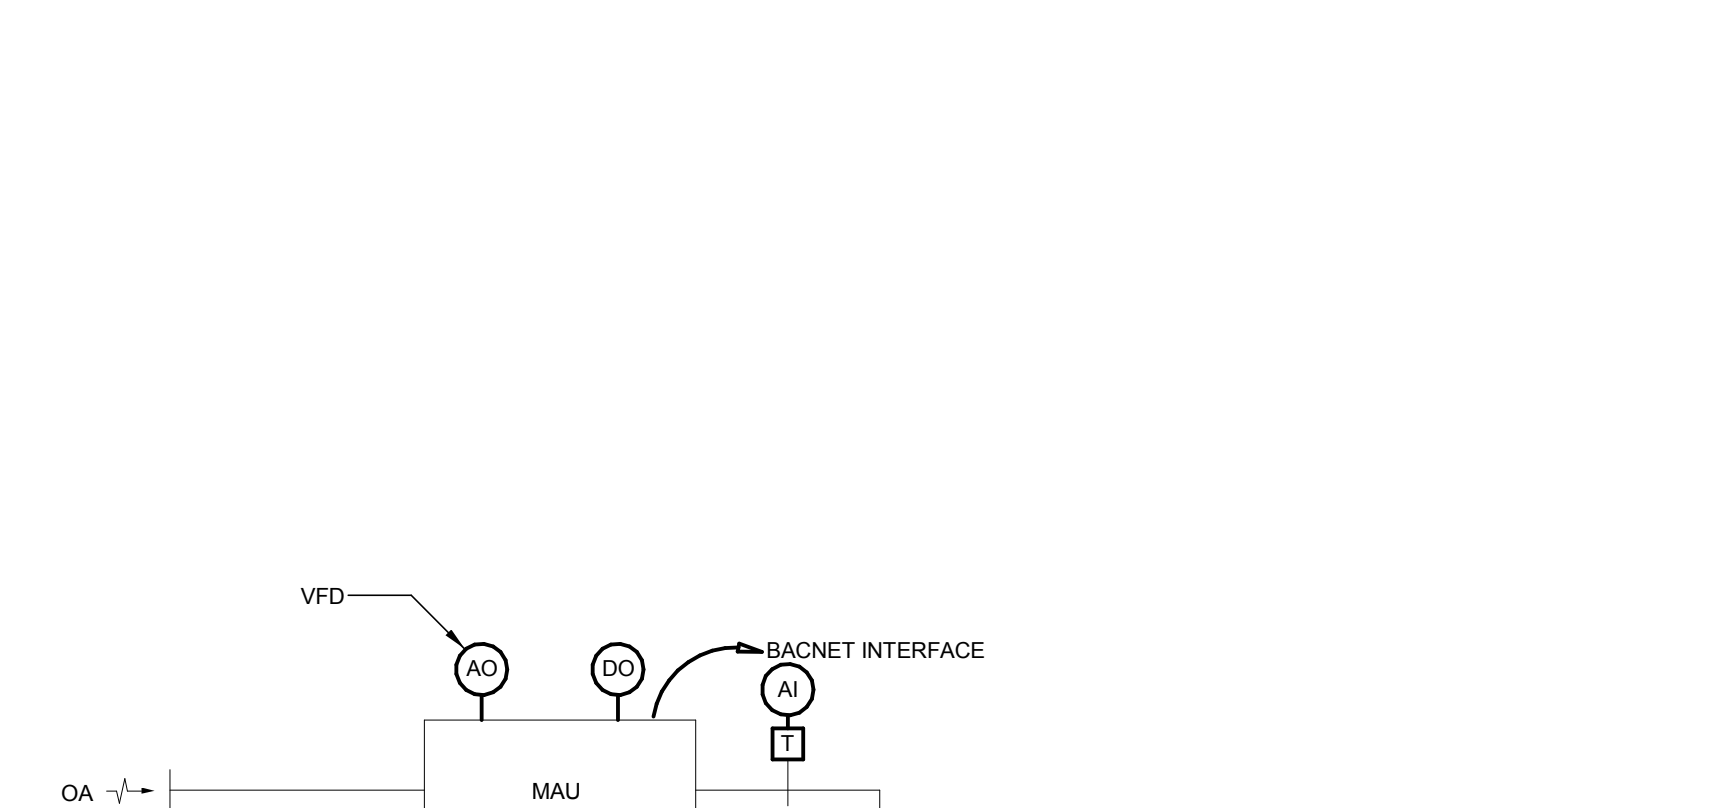 VFD
BACNET INTERFACE
AO
DO
AI
T
OA
MAU